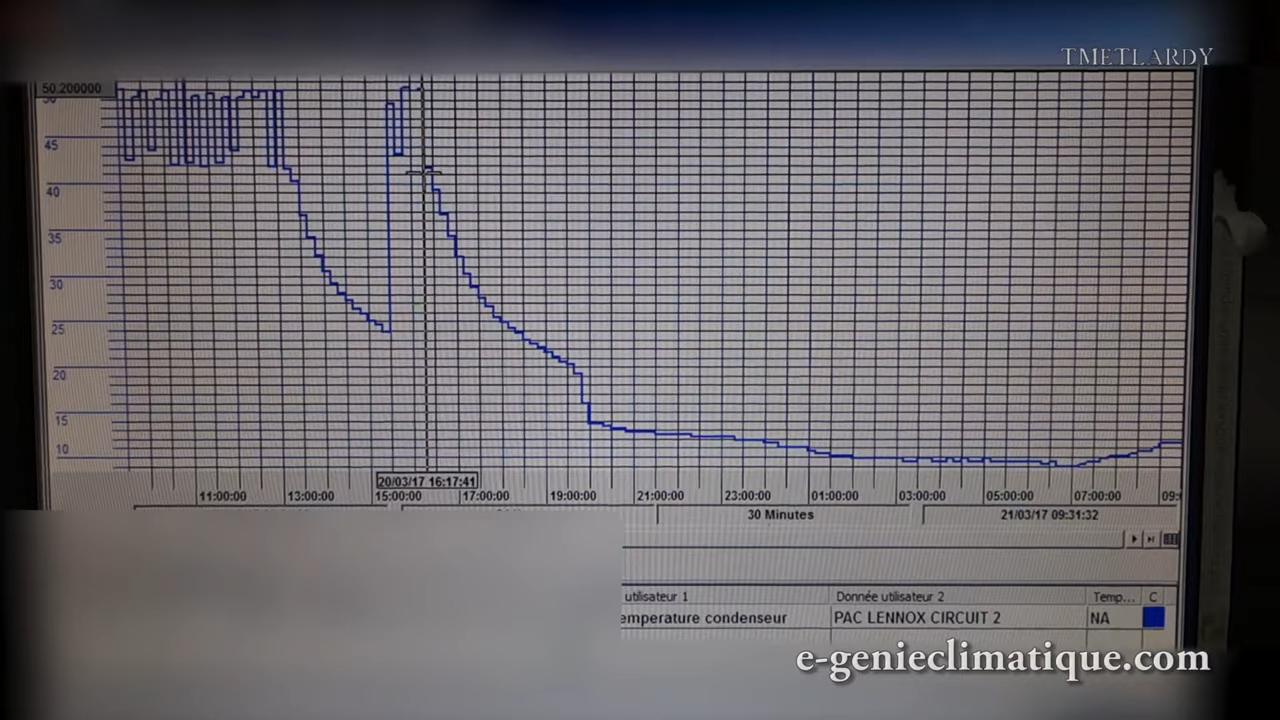 TMETLARDY
50.200000
45
40
35
30
25
20
15
10
20/03/17 16:17:41
11:00:00 13:00:00 15:00:00 17:00:00 19:00:00 21:00:00 23:00:00 01:00:00 03:00:00 05:00:00 07:00:00 09:
30 Minutes 21/03/17 09:31:32
utilisateur 1 Donnée utilisateur 2 Temp... C
emperature condenseur PAC LENNOX CIRCUIT 2 NA
e-genieclimatique.com